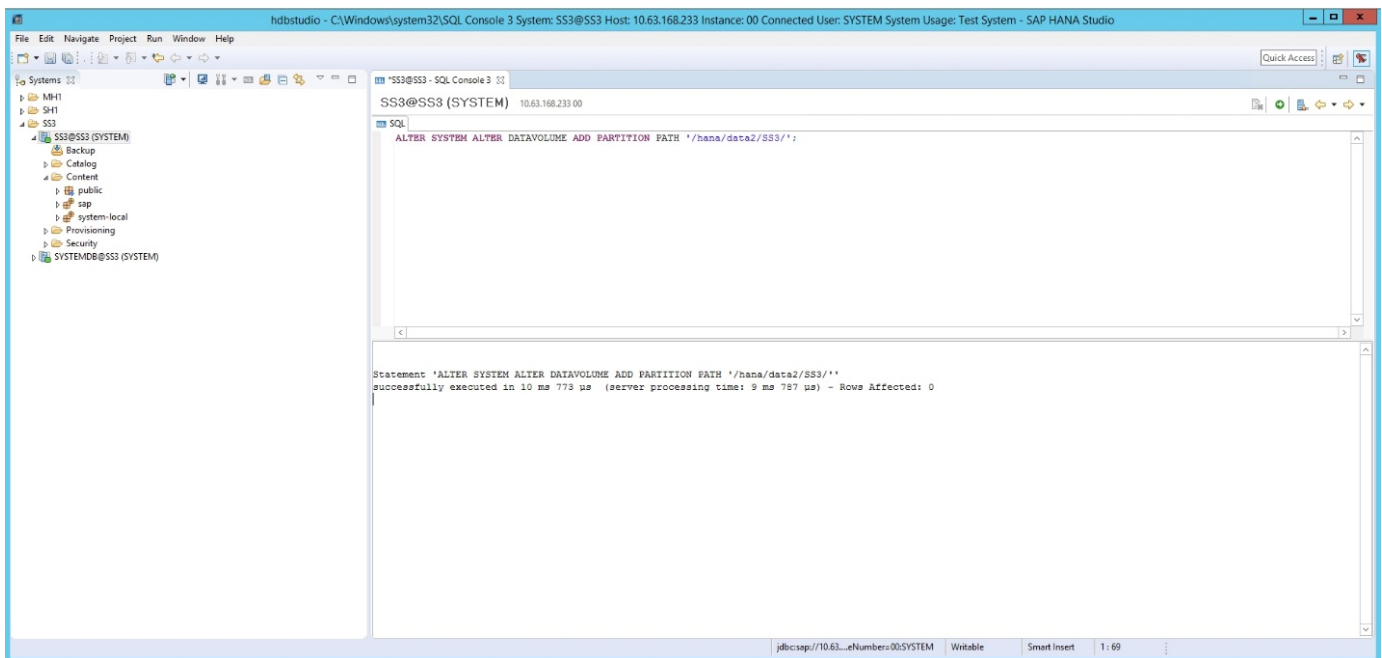 hdbstudio - C:\Windows\system32\SQL Console 3 System: SS3@SS3 Host: 10.63.168.233 Instance: 00 Connected User: SYSTEM System Usage: Test System - SAP HANA Studio
File Edit Navigate Project Run Window Help
Quick Access
Systems
MH1
SH1
SS3
SS3@SS3 (SYSTEM)
Backup
Catalog
Content
public
sap
system-local
Provisioning
Security
SYSTEMDB@SS3 (SYSTEM)
*SS3@SS3 - SQL Console 3
SS3@SS3 (SYSTEM) 10.63.168.233 00
SQL
ALTER SYSTEM ALTER DATAVOLUME ADD PARTITION PATH '/hana/data2/SS3/';
Statement 'ALTER SYSTEM ALTER DATAVOLUME ADD PARTITION PATH '/hana/data2/SS3/''
successfully executed in 10 ms 773 µs (server processing time: 9 ms 787 µs) - Rows Affected: 0
jdbc:sap://10.63....eNumber=00:SYSTEM Writable Smart Insert 1 : 69